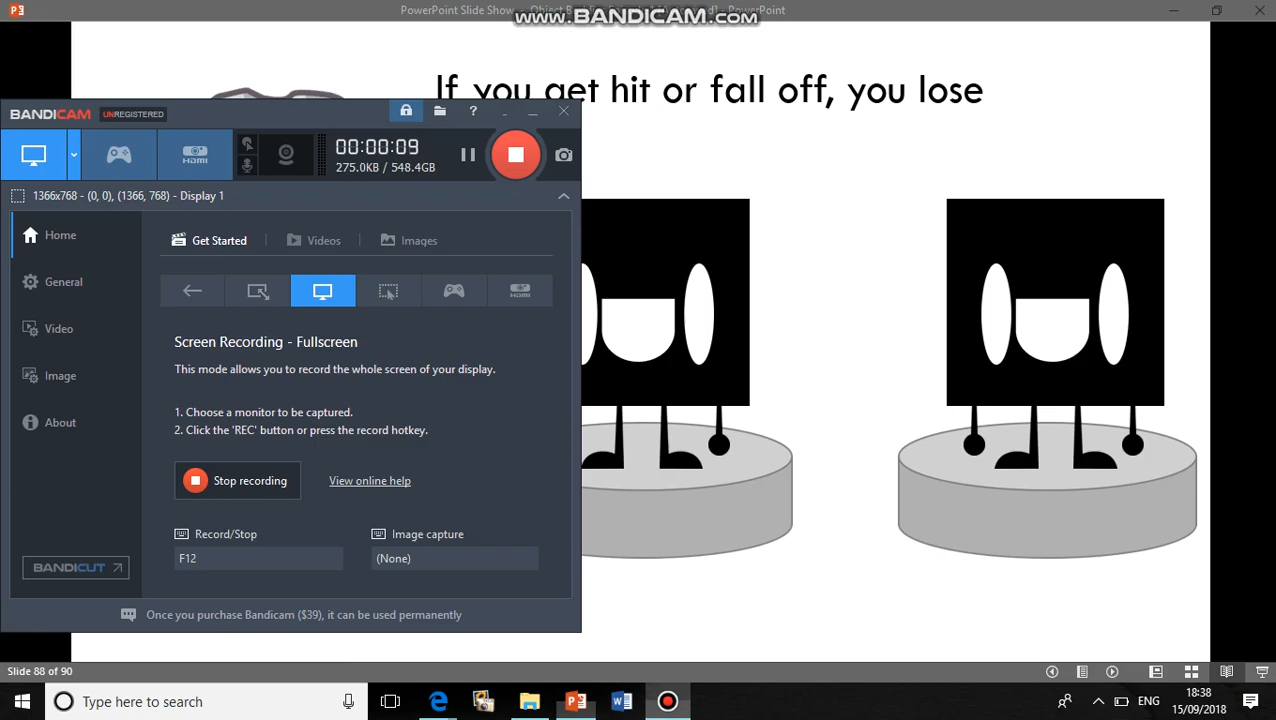 PowerPoint Slide Show - Object B
- PowerPoint
www.BANDICAM.com
If you get hit or fall off, you lose
BANDICAM
UNREGISTERED
?
HDMI
00:00:09
275.0KB / 548.4GB
1366x768 - (0, 0), (1366, 768) - Display 1
Home
General
Video
Image
About
BANDICUT
Get Started
Videos
Images
HDMI
Screen Recording - Fullscreen
This mode allows you to record the whole screen of your display.
1. Choose a monitor to be captured.
2. Click the 'REC' button or press the record hotkey.
Stop recording
View online help
Record/Stop
Image capture
F12
(None)
Once you purchase Bandicam ($39), it can be used permanently
Slide 88 of 90
Type here to search
ENG
18:38
15/09/2018